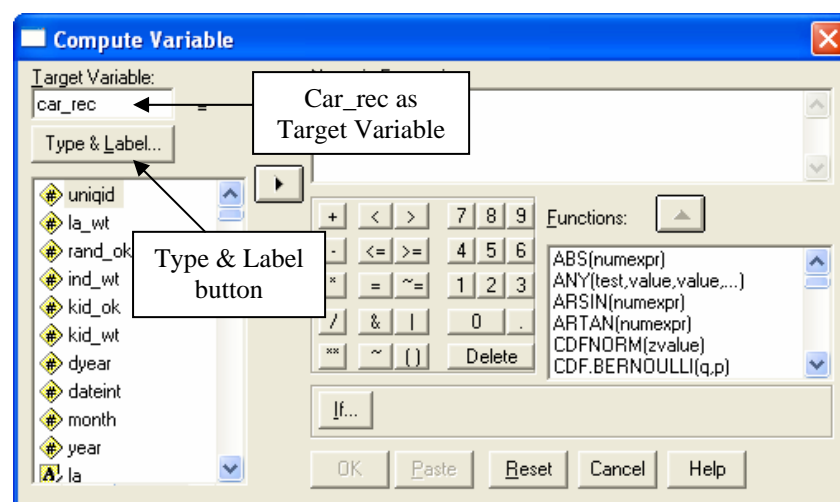 Compute Variable
Target Variable:
car_rec
=
Car_rec as
Target Variable
Type & Label...
uniqid
la_wt
rand_ok
ind_wt
kid_ok
kid_wt
dyear
dateint
month
year
la
Type & Label
button
+ < > 7 8 9
- <= >= 4 5 6
* = ~= 1 2 3
/ & | 0 .
** ~ () Delete
Functions:
ABS(numexpr)
ANY(test,value,value,...)
ARSIN(numexpr)
ARTAN(numexpr)
CDFNORM(zvalue)
CDF.BERNOULLI(q,p)
If...
OK Paste Reset Cancel Help